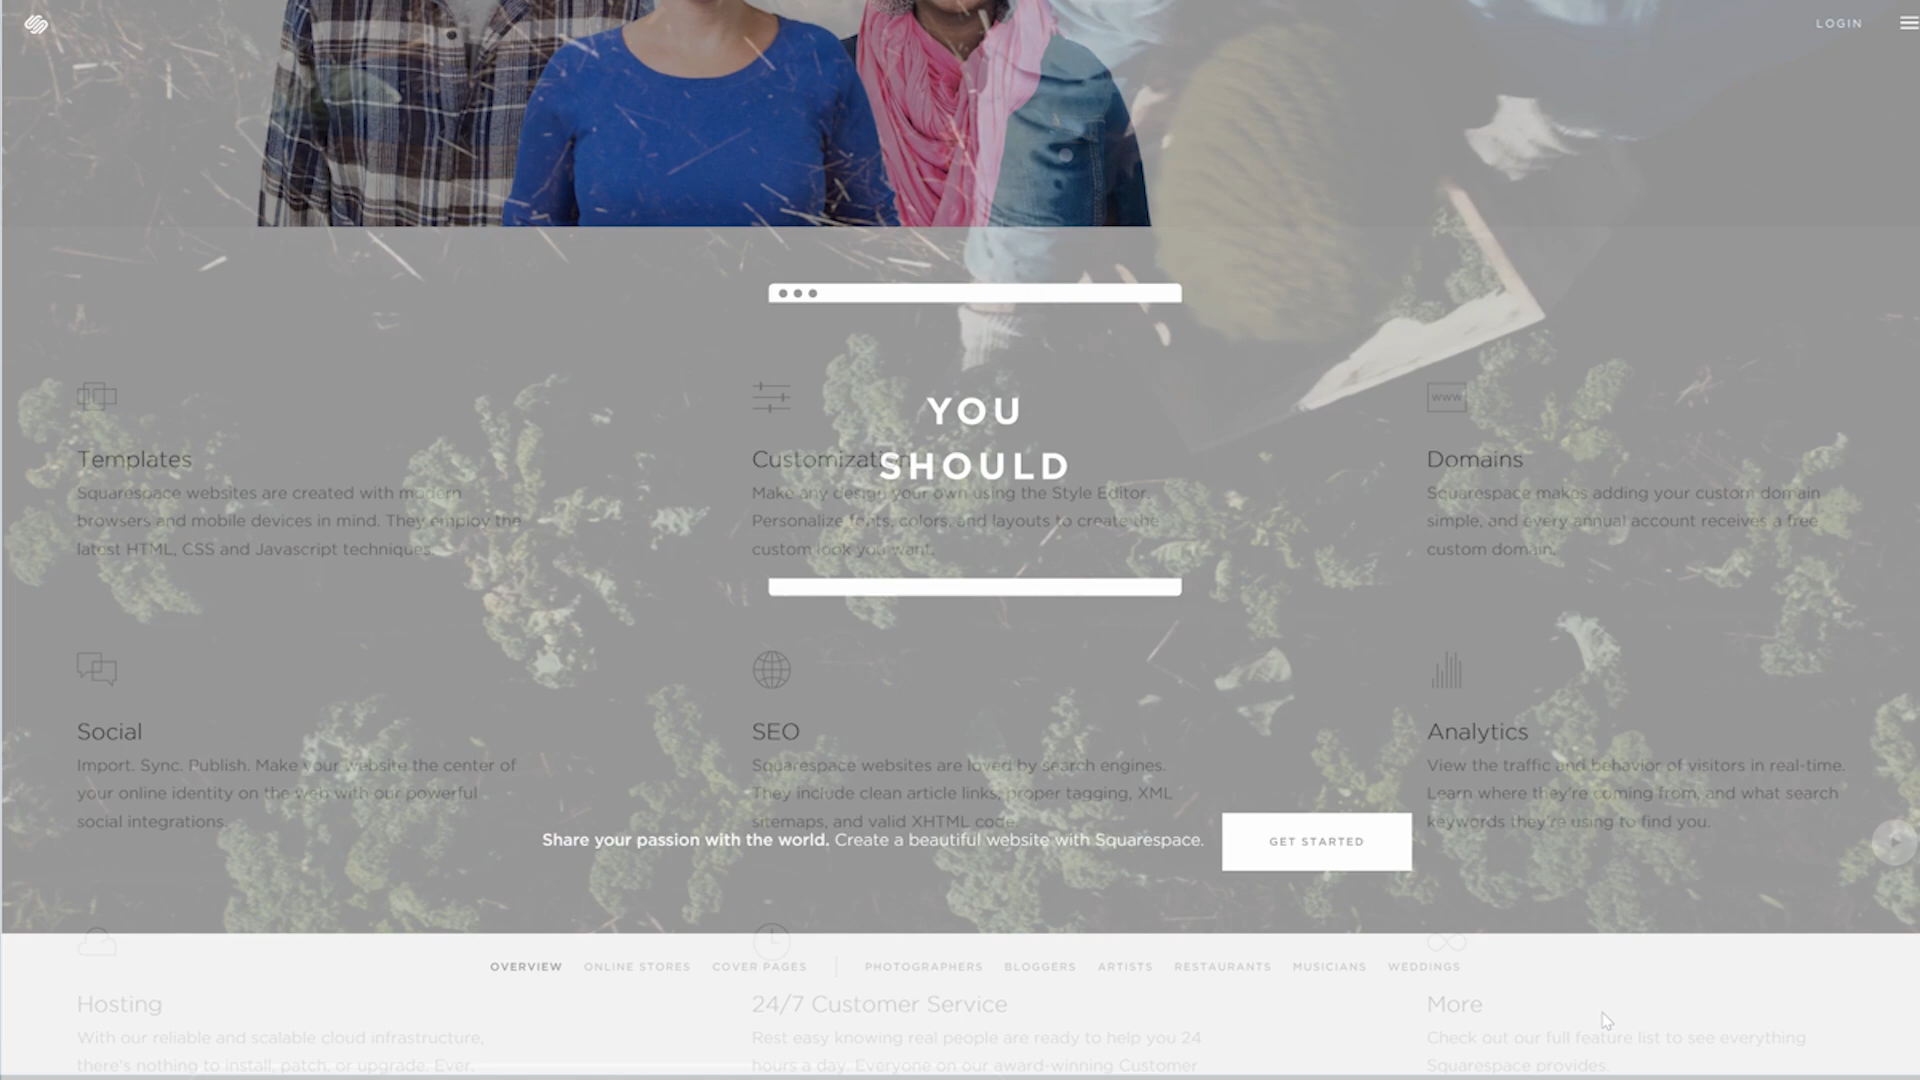 LOGIN
YOU
SHOULD
Templates
Squarespace websites are created with modern
browsers and mobile devices in mind. They employ the
latest HTML, CSS and Javascript techniques.
Customization
Make any design your own using the Style Editor.
Personalize fonts, colors, and layouts to create the
custom look you want.
WWW
Domains
Squarespace makes adding your custom domain
simple, and every annual account receives a free
custom domain.
Social
Import. Sync. Publish. Make your website the center of
your online identity on the web with our powerful
social integrations.
SEO
Squarespace websites are loved by search engines.
They include clean article links, proper tagging, XML
sitemaps, and valid XHTML code.
Analytics
View the traffic and behavior of visitors in real-time.
Learn where they're coming from, and what search
keywords they're using to find you.
Share your passion with the world. Create a beautiful website with Squarespace.
GET STARTED
OVERVIEW ONLINE STORES COVER PAGES PHOTOGRAPHERS BLOGGERS ARTISTS RESTAURANTS MUSICIANS WEDDINGS
Hosting
With our reliable and scalable cloud infrastructure,
there's nothing to install, patch, or upgrade. Ever.
24/7 Customer Service
Rest easy knowing real people are ready to help you 24
hours a day. Everyone on our award-winning Customer
More
Check out our full feature list to see everything
Squarespace provides.